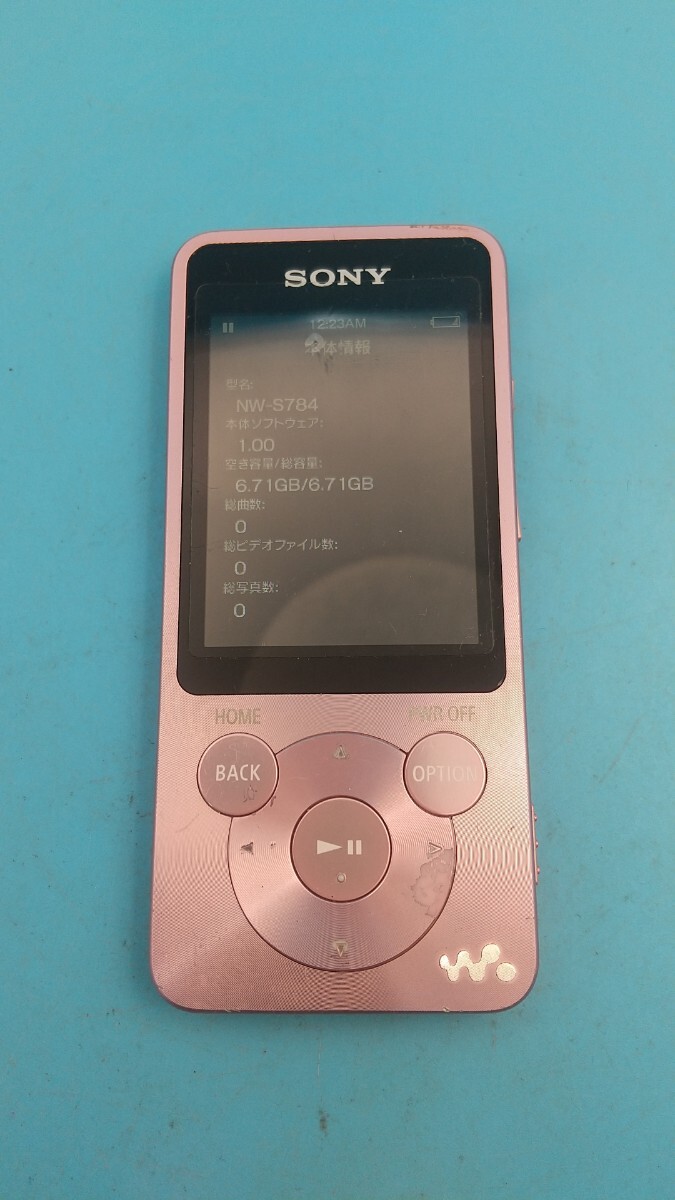 SONY
12:23AM
本体情報
型名:
NW-S784
本体ソフトウェア:
1.00
空き容量/総容量:
6.71GB/6.71GB
総曲数:
0
総ビデオファイル数:
0
総写真数:
0
HOME
PWR OFF
BACK
OPTION